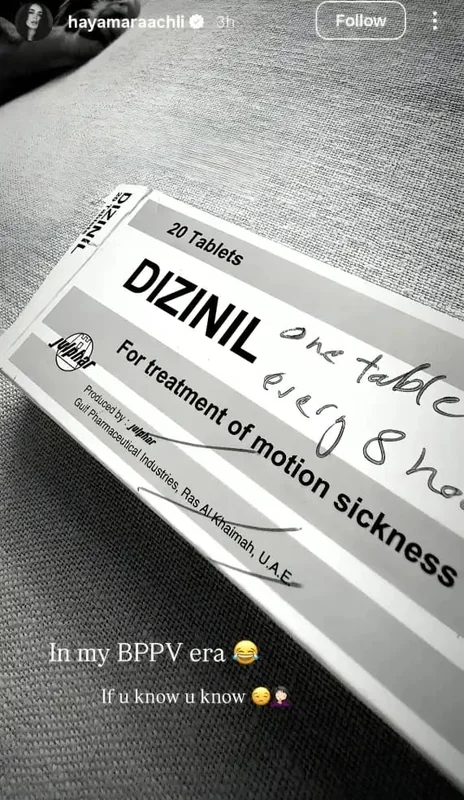 hayamaraachli 3h
Follow
DIZINIL
20 Tablets
DIZINIL
one table
every 8 ho
julphar
For treatment of motion sickness
Produced by : julphar
Gulf Pharmaceutical Industries, Ras Al Khaimah, U.A.E.
In my BPPV era 😂
If u know u know 😏🤦🏻‍♀️